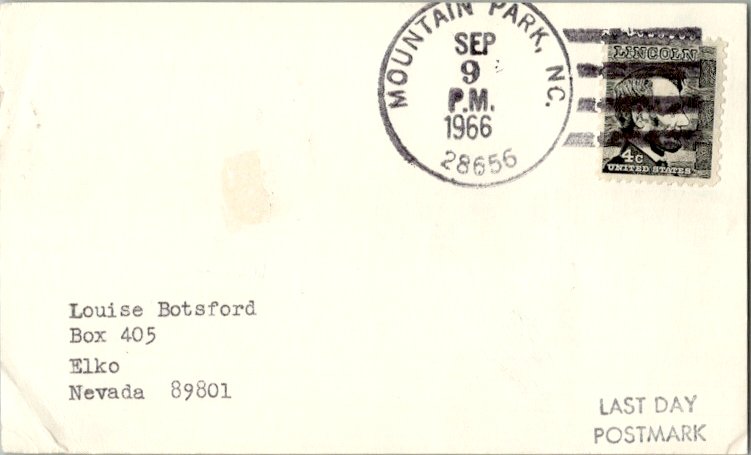 MOUNTAIN PARK, NC.
SEP
9
P.M.
1966
28656
LINCOLN
4c
UNITED STATES
Louise Botsford
Box 405
Elko
Nevada 89801
LAST DAY
POSTMARK